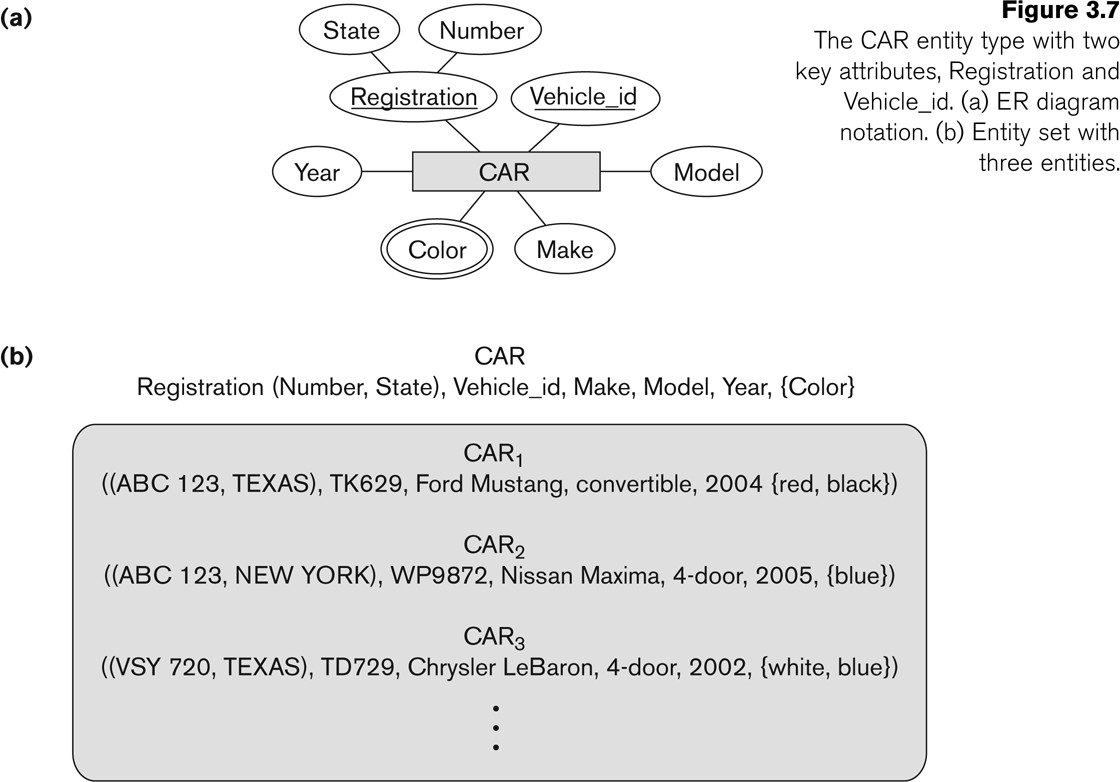 (a)
State
Number
Registration
Vehicle_id
Year
CAR
Model
Color
Make
Figure 3.7
The CAR entity type with two
key attributes, Registration and
Vehicle_id. (a) ER diagram
notation. (b) Entity set with
three entities.
(b)
CAR
Registration (Number, State), Vehicle_id, Make, Model, Year, {Color}
CAR₁
((ABC 123, TEXAS), TK629, Ford Mustang, convertible, 2004 {red, black})
CAR₂
((ABC 123, NEW YORK), WP9872, Nissan Maxima, 4-door, 2005, {blue})
CAR₃
((VSY 720, TEXAS), TD729, Chrysler LeBaron, 4-door, 2002, {white, blue})